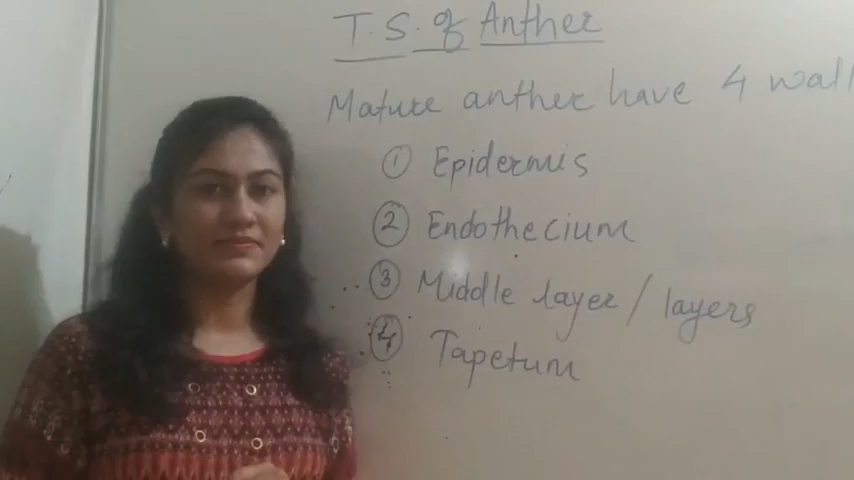 T.S. of Anther
Mature anther have 4 wall
① Epidermis
② Endothecium
③ Middle layer / layers
④ Tapetum